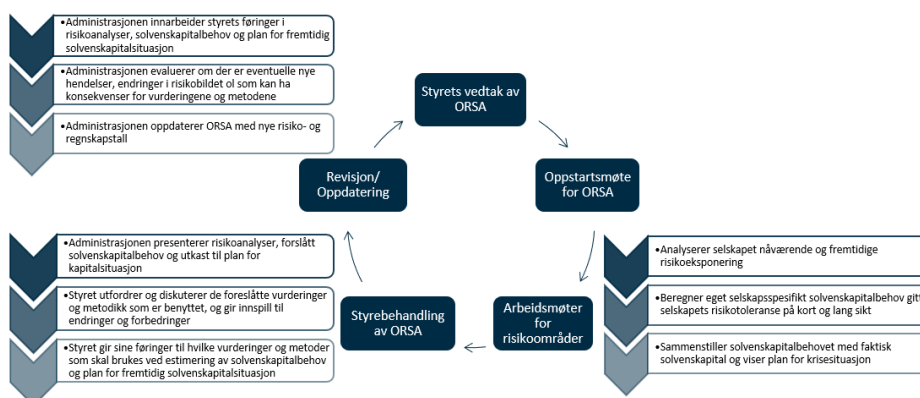 •Administrasjonen innarbeider styrets føringer i
risikoanalyser, solvenskapitalbehov og plan for fremtidig
solvenskapitalsituasjon
•Administrasjonen evaluerer om der er eventuelle nye
hendelser, endringer i risikobildet ol som kan ha
konsekvenser for vurderingene og metodene
•Administrasjonen oppdaterer ORSA med nye risiko- og
regnskapstall
Styrets vedtak av
ORSA
Oppstartsmøte
for ORSA
Arbeidsmøter
for
risikoområder
Styrebehandling
av ORSA
Revisjon/
Oppdatering
•Administrasjonen presenterer risikoanalyser, forslått
solvenskapitalbehov og utkast til plan for
kapitalsituasjon
•Styret utfordrer og diskuterer de foreslåtte vurderinger
og metodikk som er benyttet, og gir innspill til
endringer og forbedringer
•Styret gir sine føringer til hvilke vurderinger og metoder
som skal brukes ved estimering av solvenskapitalbehov
og plan for fremtidig solvenskapitalsituasjon
•Analyserer selskapet nåværende og fremtidige
risikoeksponering
•Beregner eget selskapsspesifikt solvenskapitalbehov gitt
selskapets risikotoleranse på kort og lang sikt
•Sammenstiller solvenskapitalbehovet med faktisk
solvenskapital og viser plan for krisesituasjon